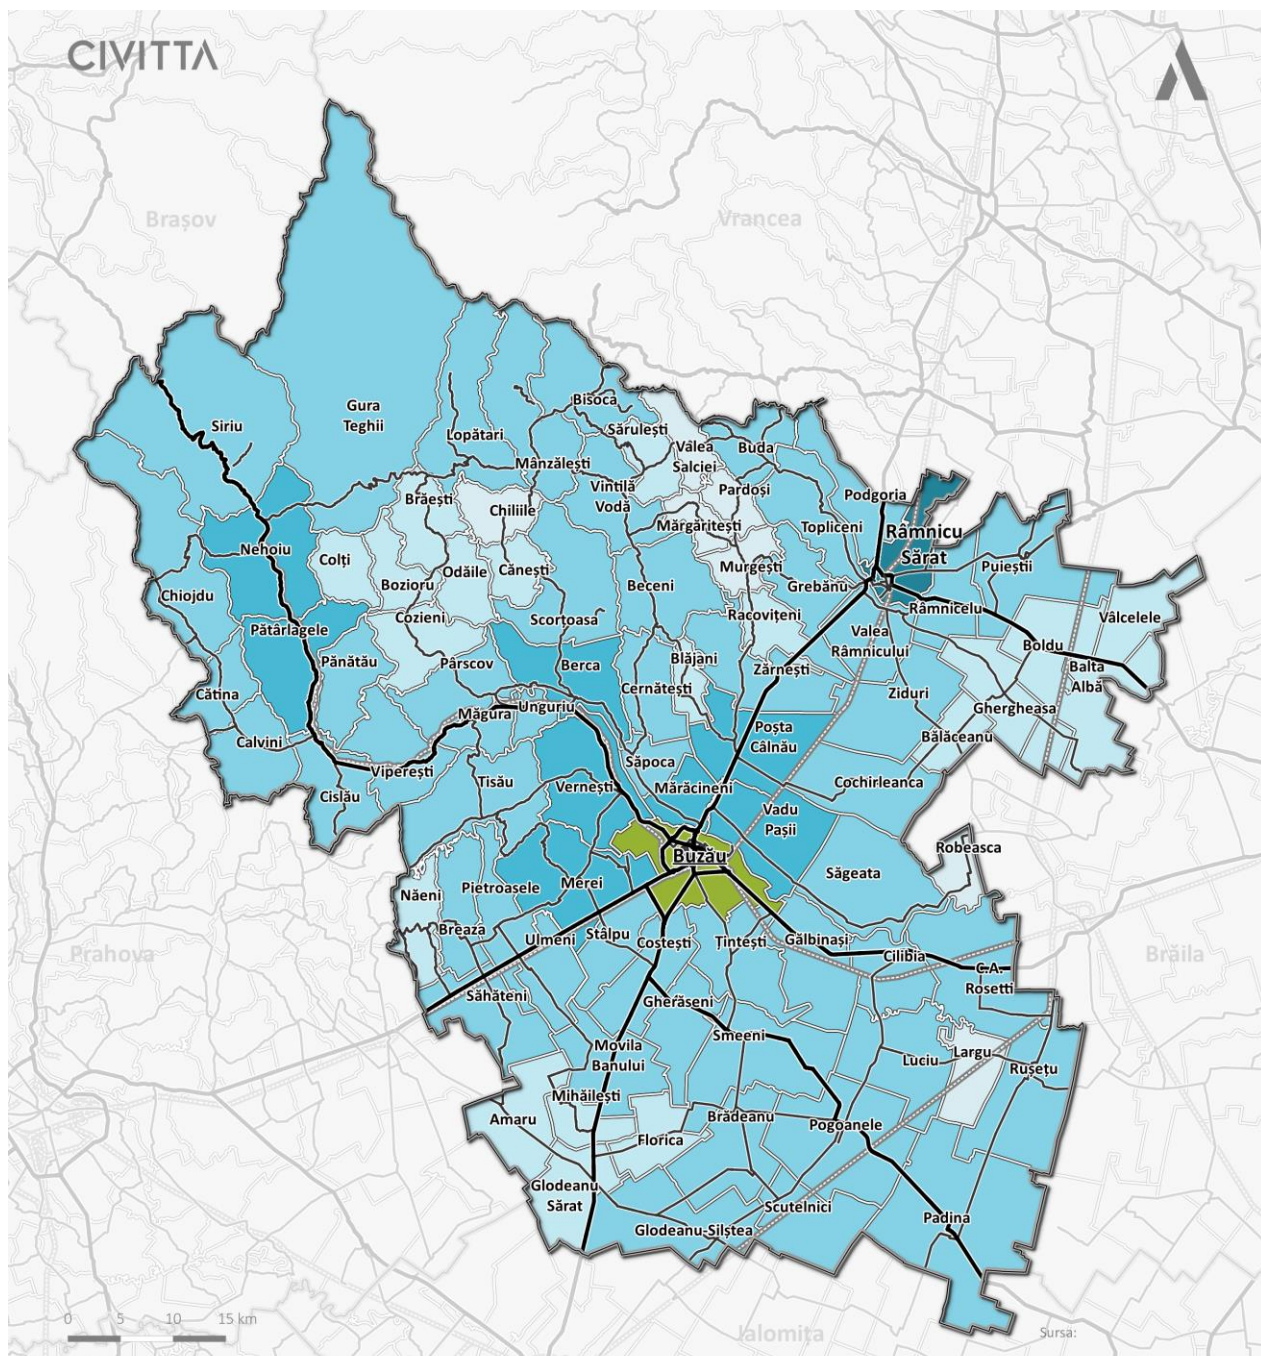 CIVITTA
Brașov
Vrancea
Gura
Teghii
Siriu
Bisoca
Lopătari
Sărulești
Valea
Salciei
Buda
Mânzălești
Vintilă
Vodă
Pardoși
Podgoria
Brăești
Chiliile
Mărgăritești
Topliceni
Râmnicu
Sărat
Nehoiu
Colți
Odăile
Cănești
Murgești
Puieștii
Bozioru
Beceni
Grebănu
Chiojdu
Râmnicelu
Cozieni
Scorțoasa
Racovițeni
Vâlcelele
Pătârlagele
Valea
Râmnicului
Boldu
Pănătău
Pârscov
Berca
Blăjani
Zărnești
Balta
Albă
Cătina
Cernătești
Ziduri
Ghergheasa
Măgura
Unguriu
Calvini
Poșta
Câlnău
Bălăceanu
Viperești
Săpoca
Tisău
Vernești
Mărăcineni
Cochirleanca
Cislău
Vadu
Pașii
Buzău
Robeasca
Săgeata
Năeni
Pietroasele
Merei
Breaza
Ulmeni
Stâlpu
Costești
Țintești
Gălbinași
Cilibia
Prahova
Brăila
C.A.
Rosetti
Săhăteni
Gherăseni
Smeeni
Movila
Banului
Luciu
Largu
Rușețu
Mihăilești
Amaru
Brădeanu
Pogoanele
Florica
Glodeanu
Sărat
Scutelnici
Padina
Glodeanu-Siliștea
0 5 10 15 km
Ialomița
Sursa: